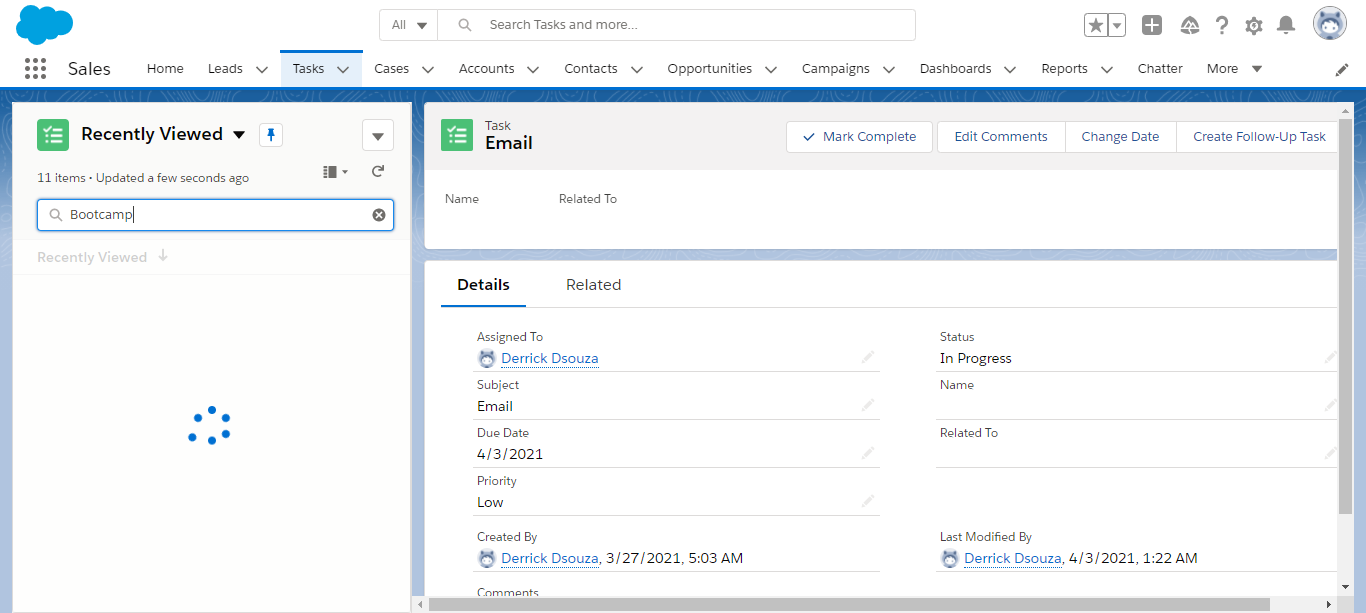 All
Search Tasks and more...
Sales
Home
Leads
Tasks
Cases
Accounts
Contacts
Opportunities
Campaigns
Dashboards
Reports
Chatter
More
Recently Viewed
11 items • Updated a few seconds ago
Bootcamp
Recently Viewed
Task
Email
Mark Complete
Edit Comments
Change Date
Create Follow-Up Task
Name
Related To
Details
Related
Assigned To
Derrick Dsouza
Status
In Progress
Subject
Email
Name
Due Date
4/3/2021
Related To
Priority
Low
Created By
Derrick Dsouza, 3/27/2021, 5:03 AM
Last Modified By
Derrick Dsouza, 4/3/2021, 1:22 AM
Comments